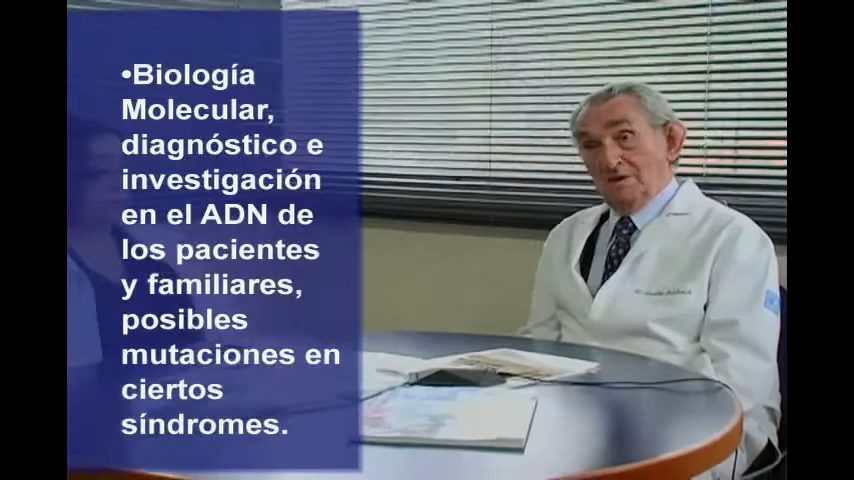 •Biología
Molecular,
diagnóstico e
investigación
en el ADN de
los pacientes
y familiares,
posibles
mutaciones en
ciertos
síndromes.